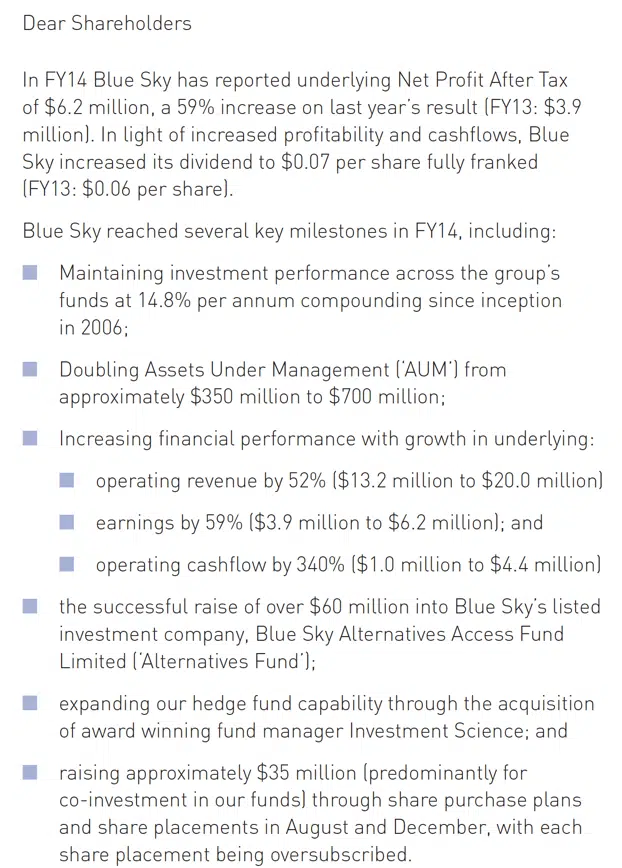 Dear Shareholders
In FY14 Blue Sky has reported underlying Net Profit After Tax
of $6.2 million, a 59% increase on last year's result (FY13: $3.9
million). In light of increased profitability and cashflows, Blue
Sky increased its dividend to $0.07 per share fully franked
(FY13: $0.06 per share).
Blue Sky reached several key milestones in FY14, including:
Maintaining investment performance across the group's
funds at 14.8% per annum compounding since inception
in 2006;
Doubling Assets Under Management ('AUM') from
approximately $350 million to $700 million;
Increasing financial performance with growth in underlying:
operating revenue by 52% ($13.2 million to $20.0 million)
earnings by 59% ($3.9 million to $6.2 million); and
operating cashflow by 340% ($1.0 million to $4.4 million)
the successful raise of over $60 million into Blue Sky's listed
investment company, Blue Sky Alternatives Access Fund
Limited ('Alternatives Fund');
expanding our hedge fund capability through the acquisition
of award winning fund manager Investment Science; and
raising approximately $35 million (predominantly for
co-investment in our funds) through share purchase plans
and share placements in August and December, with each
share placement being oversubscribed.